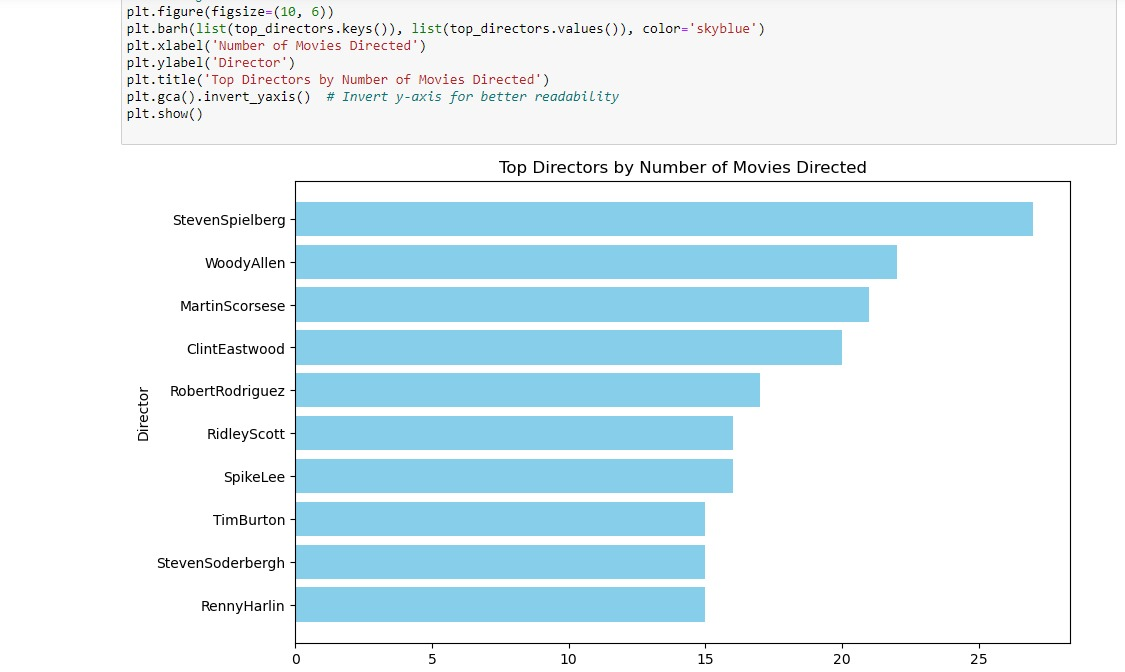 plt.figure(figsize=(10, 6))
plt.barh(list(top_directors.keys()), list(top_directors.values()), color='skyblue')
plt.xlabel('Number of Movies Directed')
plt.ylabel('Director')
plt.title('Top Directors by Number of Movies Directed')
plt.gca().invert_yaxis()  # Invert y-axis for better readability
plt.show()
Top Directors by Number of Movies Directed
StevenSpielberg
WoodyAllen
MartinScorsese
ClintEastwood
RobertRodriguez
Director
RidleyScott
SpikeLee
TimBurton
StevenSoderbergh
RennyHarlin
0 5 10 15 20 25